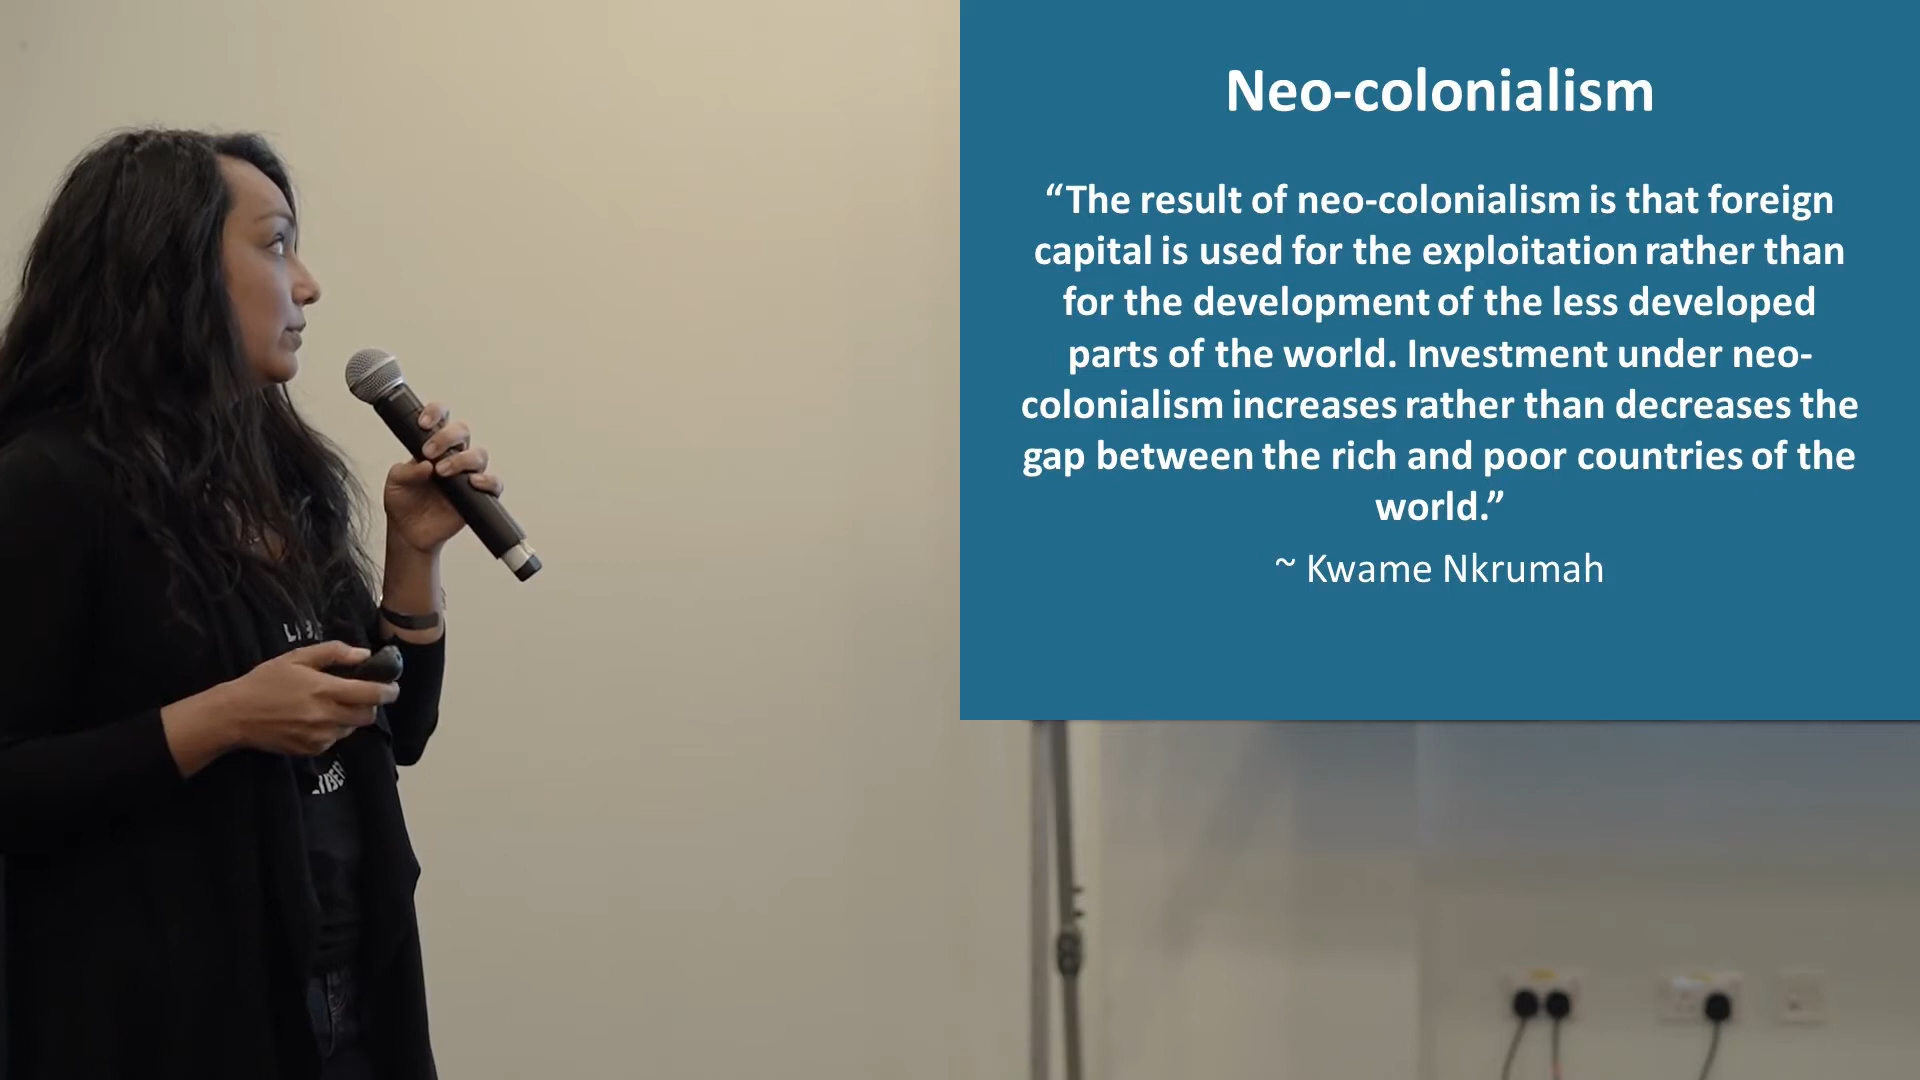 Neo-colonialism
“The result of neo-colonialism is that foreign
capital is used for the exploitation rather than
for the development of the less developed
parts of the world. Investment under neo-
colonialism increases rather than decreases the
gap between the rich and poor countries of the
world.”
~ Kwame Nkrumah